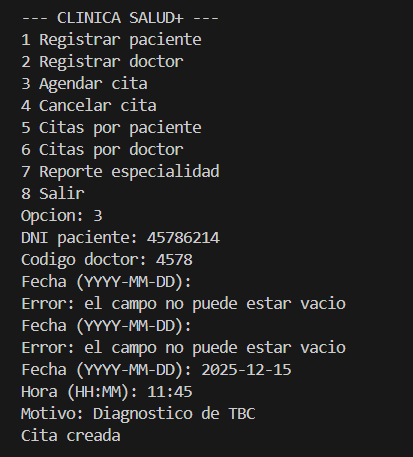 --- CLINICA SALUD+ ---
1 Registrar paciente
2 Registrar doctor
3 Agendar cita
4 Cancelar cita
5 Citas por paciente
6 Citas por doctor
7 Reporte especialidad
8 Salir
Opcion: 3
DNI paciente: 45786214
Codigo doctor: 4578
Fecha (YYYY-MM-DD):
Error: el campo no puede estar vacio
Fecha (YYYY-MM-DD):
Error: el campo no puede estar vacio
Fecha (YYYY-MM-DD): 2025-12-15
Hora (HH:MM): 11:45
Motivo: Diagnostico de TBC
Cita creada